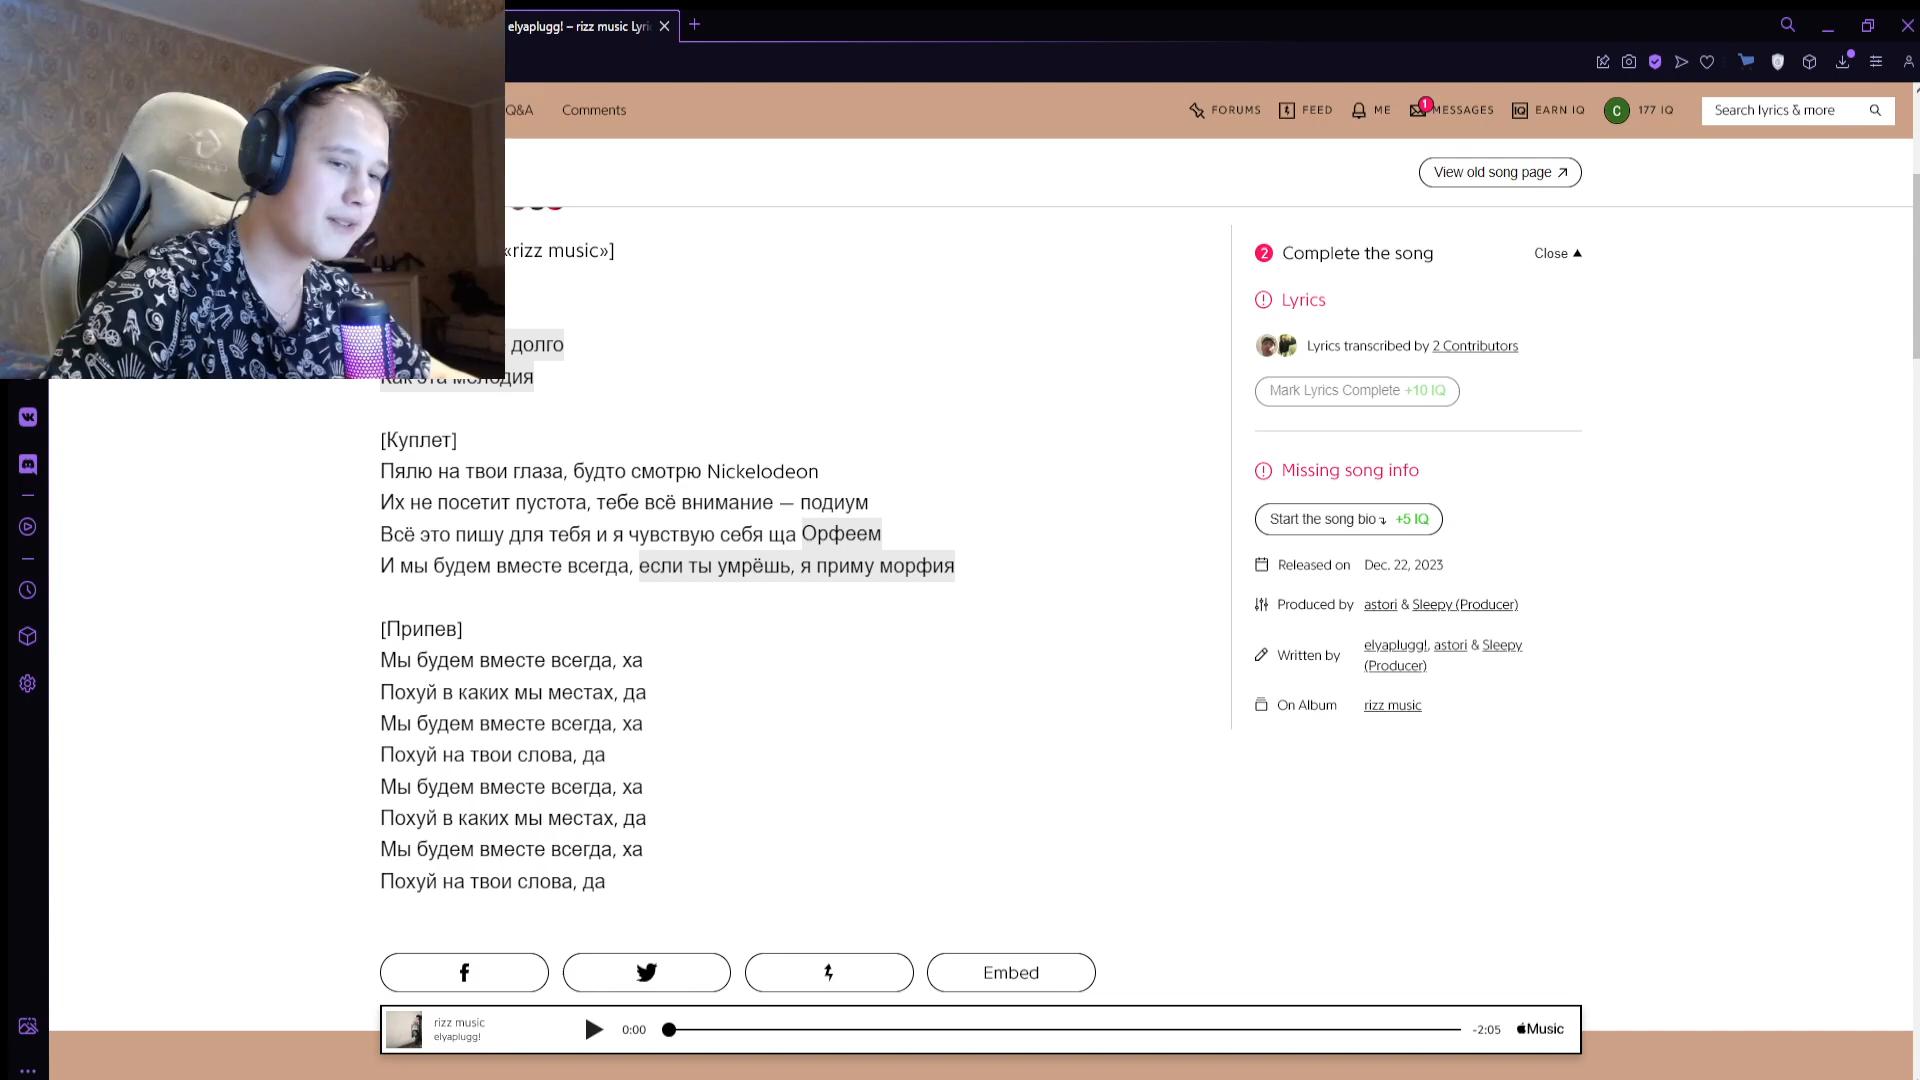 elyaplugg! – rizz music Lyri
Q&A
Comments
FORUMS
FEED
ME
1
MESSAGES
EARN IQ
C
177 IQ
Search lyrics & more
View old song page
«rizz music»]
долго
Как эта мелодия
[Куплет]
Пялю на твои глаза, будто смотрю Nickelodeon
Их не посетит пустота, тебе всё внимание — подиум
Всё это пишу для тебя и я чувствую себя ща Орфеем
И мы будем вместе всегда, если ты умрёшь, я приму морфия
[Припев]
Мы будем вместе всегда, ха
Похуй в каких мы местах, да
Мы будем вместе всегда, ха
Похуй на твои слова, да
Мы будем вместе всегда, ха
Похуй в каких мы местах, да
Мы будем вместе всегда, ха
Похуй на твои слова, да
2 Complete the song
Close
Lyrics
Lyrics transcribed by 2 Contributors
Mark Lyrics Complete +10 IQ
Missing song info
Start the song bio +5 IQ
Released on Dec. 22, 2023
Produced by astori & Sleepy (Producer)
Written by elyaplugg!, astori & Sleepy
(Producer)
On Album rizz music
Embed
rizz music
elyaplugg!
0:00
-2:05
Music